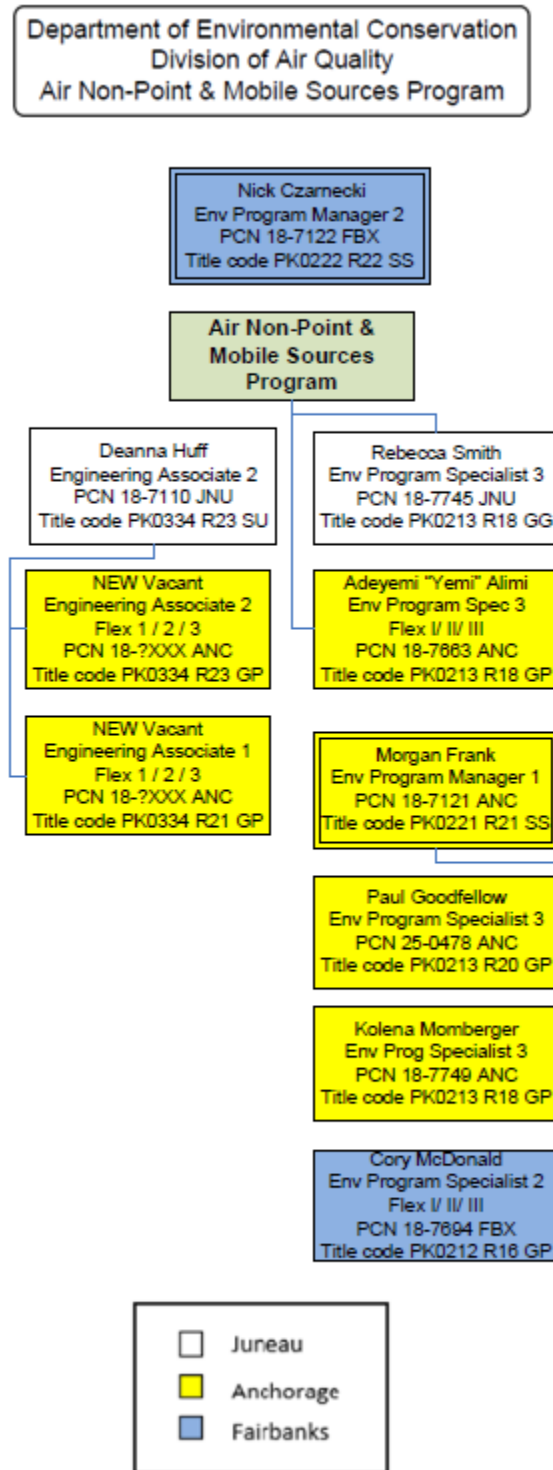 Department of Environmental Conservation
Division of Air Quality
Air Non-Point & Mobile Sources Program
Nick Czarnecki
Env Program Manager 2
PCN 18-7122 FBX
Title code PK0222 R22 SS
Air Non-Point &
Mobile Sources
Program
Deanna Huff
Engineering Associate 2
PCN 18-7110 JNU
Title code PK0334 R23 SU
Rebecca Smith
Env Program Specialist 3
PCN 18-7745 JNU
Title code PK0213 R18 GG
NEW Vacant
Engineering Associate 2
Flex 1 / 2 / 3
PCN 18-?XXX ANC
Title code PK0334 R23 GP
Adeyemi "Yemi" Alimi
Env Program Spec 3
Flex I/ II/ III
PCN 18-7663 ANC
Title code PK0213 R18 GP
NEW Vacant
Engineering Associate 1
Flex 1 / 2 / 3
PCN 18-?XXX ANC
Title code PK0334 R21 GP
Morgan Frank
Env Program Manager 1
PCN 18-7121 ANC
Title code PK0221 R21 SS
Paul Goodfellow
Env Program Specialist 3
PCN 25-0478 ANC
Title code PK0213 R20 GP
Kolena Momberger
Env Prog Specialist 3
PCN 18-7749 ANC
Title code PK0213 R18 GP
Cory McDonald
Env Program Specialist 2
Flex I/ II/ III
PCN 18-7694 FBX
Title code PK0212 R16 GP
Juneau
Anchorage
Fairbanks